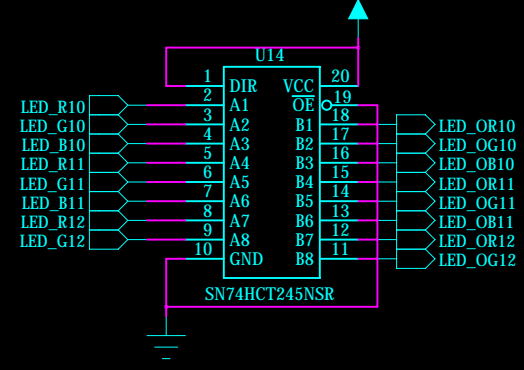 U14
1 DIR VCC 20
2 A1 OE 19
3 A2 B1 18
4 A3 B2 17
5 A4 B3 16
6 A5 B4 15
7 A6 B5 14
8 A7 B6 13
9 A8 B7 12
10 GND B8 11
SN74HCT245NSR
LED_R10
LED_G10
LED_B10
LED_R11
LED_G11
LED_B11
LED_R12
LED_G12
LED_OR10
LED_OG10
LED_OB10
LED_OR11
LED_OG11
LED_OB11
LED_OR12
LED_OG12